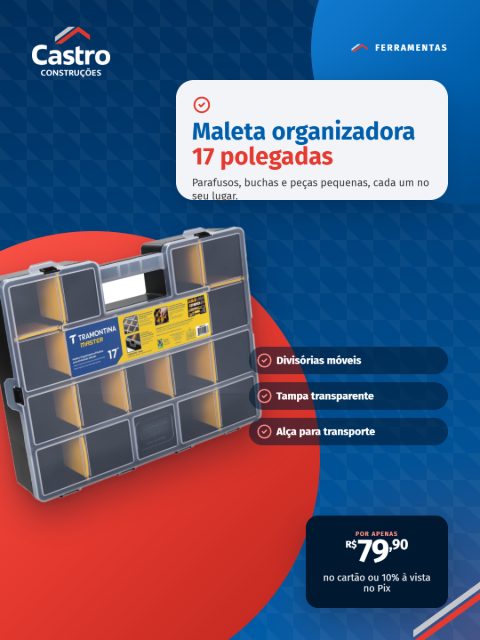 Castro
CONSTRUÇÕES
FERRAMENTAS
Maleta organizadora
17 polegadas
Parafusos, buchas e peças pequenas, cada um no
seu lugar.
TRAMONTINA
MASTER
17"
Divisórias móveis
Tampa transparente
Alça para transporte
POR APENAS
R$79,90
no cartão ou 10% à vista
no Pix